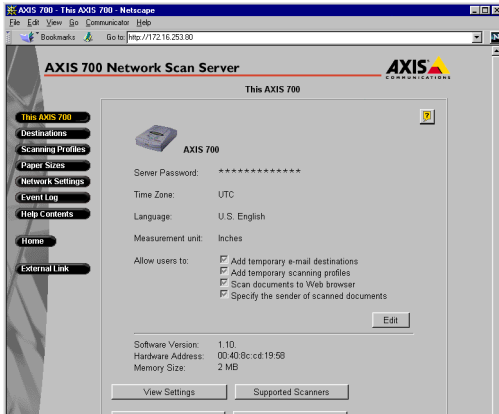 AXIS 700 - This AXIS 700 - Netscape
File Edit View Go Communicator Help
Bookmarks Go to: http://172.16.253.80
AXIS 700 Network Scan Server
AXIS
COMMUNICATIONS
This AXIS 700
This AXIS 700
Destinations
Scanning Profiles
Paper Sizes
Network Settings
Event Log
Help Contents
Home
External Link
?
AXIS 700
Server Password: *************
Time Zone: UTC
Language: U.S. English
Measurement unit: Inches
Allow users to: Add temporary e-mail destinations
Add temporary scanning profiles
Scan documents to Web browser
Specify the sender of scanned documents
Edit
Software Version: 1.10.
Hardware Address: 00:40:8c:cd:19:58
Memory Size: 2 MB
View Settings Supported Scanners